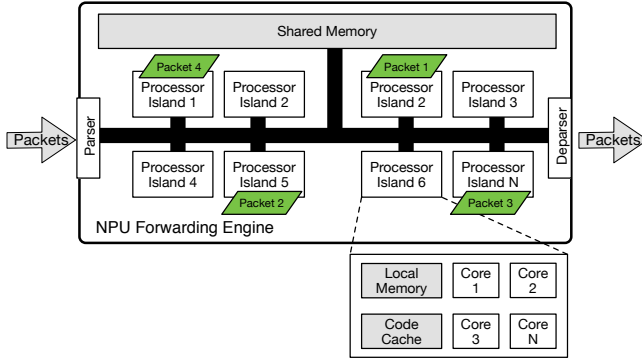 Shared Memory
Packet 4
Packet 1
Processor
Island 1
Processor
Island 2
Processor
Island 2
Processor
Island 3
Packets
Parser
Deparser
Packets
Processor
Island 4
Processor
Island 5
Processor
Island 6
Processor
Island N
Packet 2
Packet 3
NPU Forwarding Engine
Local
Memory
Core
1
Core
2
Code
Cache
Core
3
Core
N